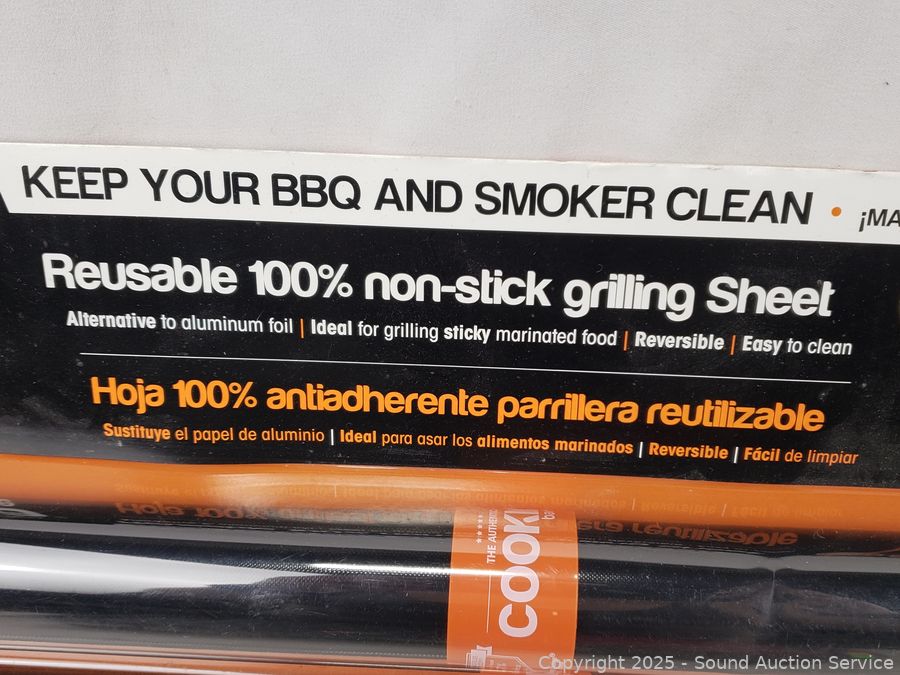 KEEP YOUR BBQ AND SMOKER CLEAN • ¡MA
Reusable 100% non-stick grilling Sheet
Alternative to aluminum foil | Ideal for grilling sticky marinated food | Reversible | Easy to clean
Hoja 100% antiadherente parrillera reutilizable
Sustituye el papel de aluminio | Ideal para asar los alimentos marinados | Reversible | Fácil de limpiar
THE AUTHENTIC
COOKI
ba
Copyright 2025 - Sound Auction Service